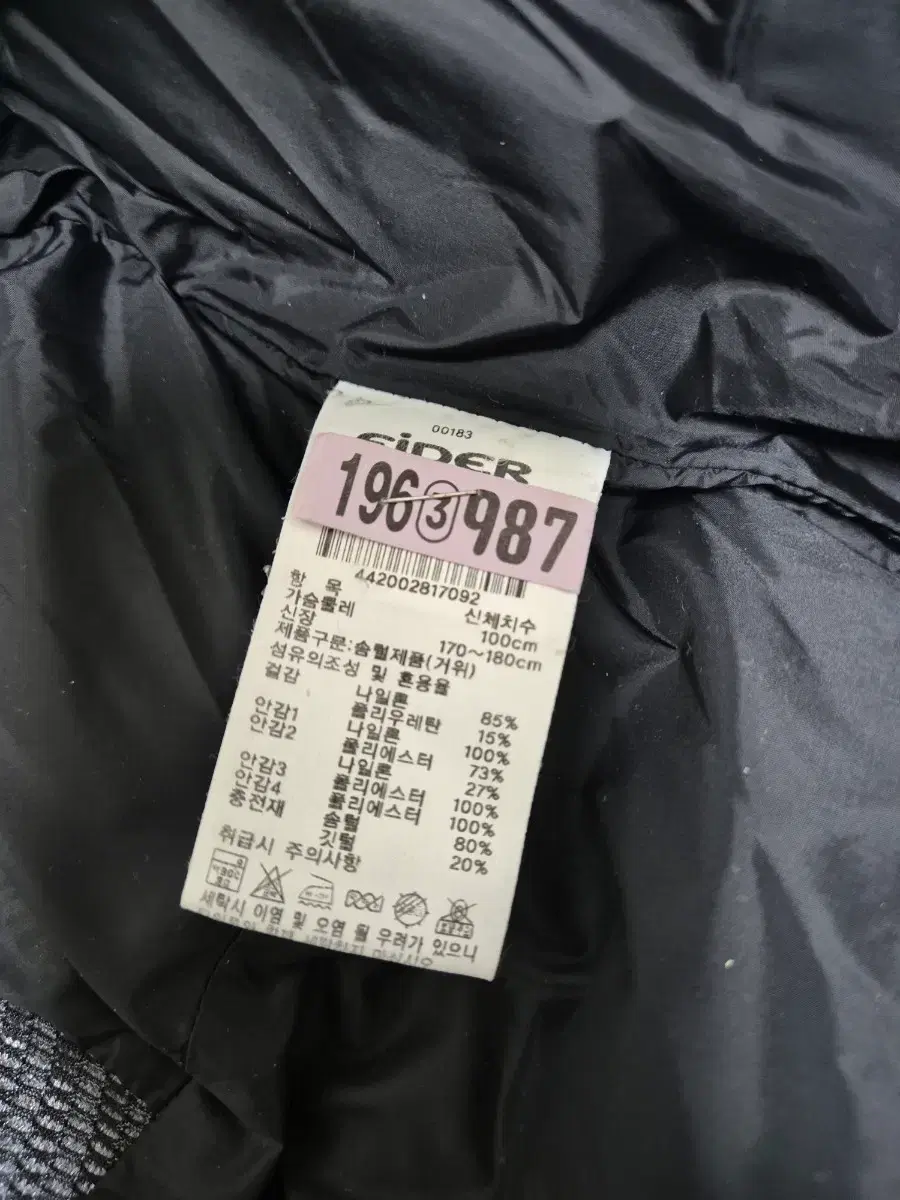 00183
EiDER
196③987
442002817092
항 목 신체치수
가슴둘레 100cm
신장 170~180cm
제품구분:솜털제품(거위)
섬유의조성 및 혼용율
겉감 나일론 85%
폴리우레탄 15%
안감1 나일론 100%
안감2 폴리에스터 73%
나일론 27%
안감3 폴리에스터 100%
안감4 폴리에스터 100%
충전재 솜털 80%
깃털 20%
취급시 주의사항
세탁시 이염 및 오염 될 우려가 있으니